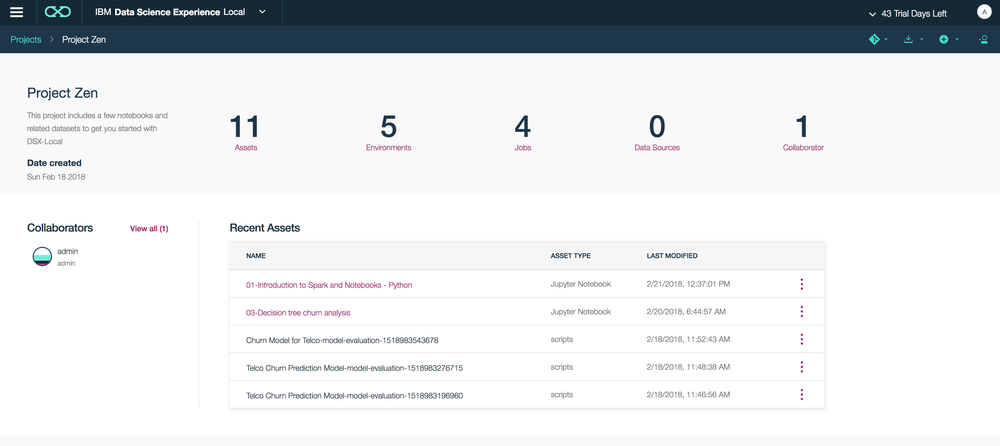 IBM Data Science Experience Local
43 Trial Days Left
A
Projects > Project Zen
Project Zen
This project includes a few notebooks and
related datasets to get you started with
DSX-Local
Date created
Sun Feb 18 2018
11
Assets
5
Environments
4
Jobs
0
Data Sources
1
Collaborator
Collaborators View all (1)
admin
admin
Recent Assets
NAME ASSET TYPE LAST MODIFIED
01-Introduction to Spark and Notebooks - Python Jupyter Notebook 2/21/2018, 12:37:01 PM
03-Decision tree churn analysis Jupyter Notebook 2/20/2018, 6:44:57 AM
Churn Model for Telco-model-evaluation-1518983543678 scripts 2/18/2018, 11:52:43 AM
Telco Churn Prediction Model-model-evaluation-1518983276715 scripts 2/18/2018, 11:48:38 AM
Telco Churn Prediction Model-model-evaluation-1518983196960 scripts 2/18/2018, 11:46:56 AM